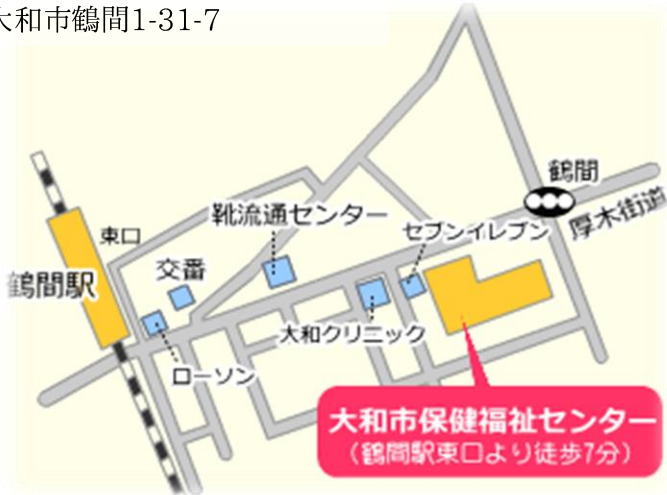 大和市鶴間1-31-7
鶴間
厚木街道
靴流通センター
東口
セブンイレブン
交番
鶴間駅
大和クリニック
ローソン
大和市保健福祉センター
（鶴間駅東口より徒歩7分）